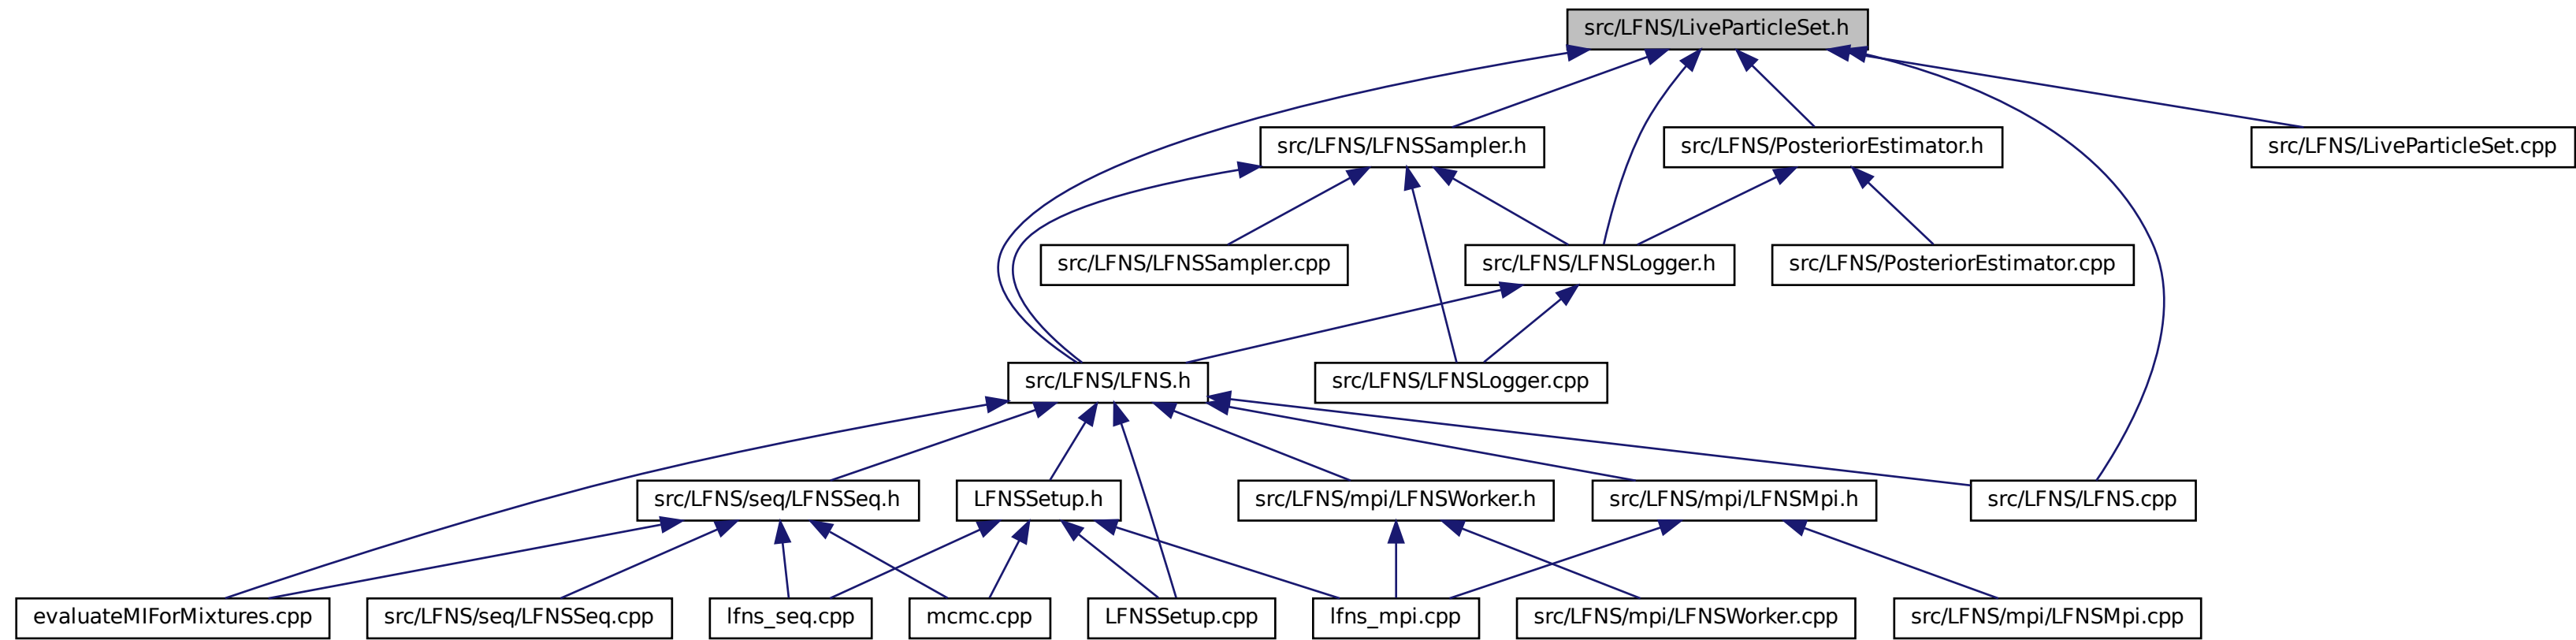 src/LFNS/LiveParticleSet.h
src/LFNS/LFNSSampler.h
src/LFNS/PosteriorEstimator.h
src/LFNS/LiveParticleSet.cpp
src/LFNS/LFNSSampler.cpp
src/LFNS/LFNSLogger.h
src/LFNS/PosteriorEstimator.cpp
src/LFNS/LFNS.h
src/LFNS/LFNSLogger.cpp
src/LFNS/seq/LFNSSeq.h
LFNSSetup.h
src/LFNS/mpi/LFNSWorker.h
src/LFNS/mpi/LFNSMpi.h
src/LFNS/LFNS.cpp
evaluateMIForMixtures.cpp
src/LFNS/seq/LFNSSeq.cpp
lfns_seq.cpp
mcmc.cpp
LFNSSetup.cpp
lfns_mpi.cpp
src/LFNS/mpi/LFNSWorker.cpp
src/LFNS/mpi/LFNSMpi.cpp